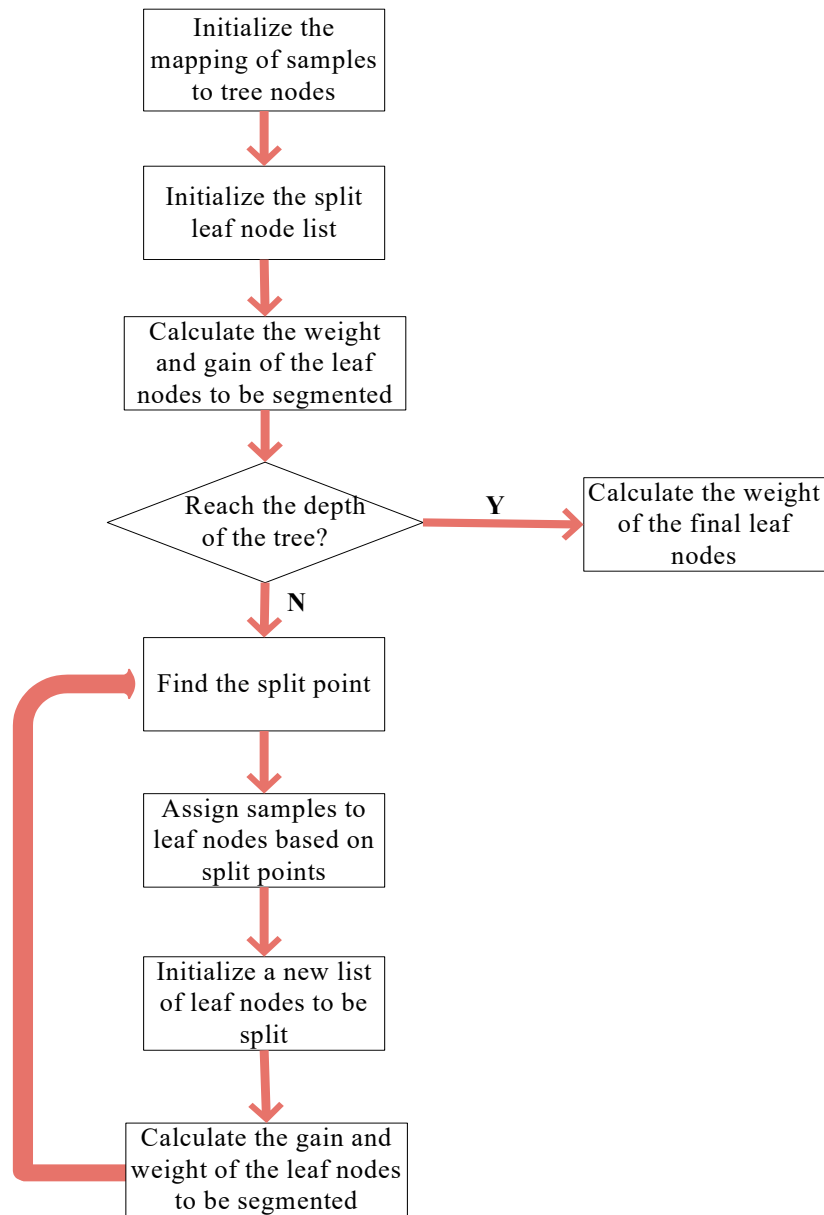 Initialize the
mapping of samples
to tree nodes
Initialize the split
leaf node list
Calculate the weight
and gain of the leaf
nodes to be segmented
Reach the depth
of the tree?
Y
Calculate the weight
of the final leaf
nodes
N
Find the split point
Assign samples to
leaf nodes based on
split points
Initialize a new list
of leaf nodes to be
split
Calculate the gain and
weight of the leaf nodes
to be segmented